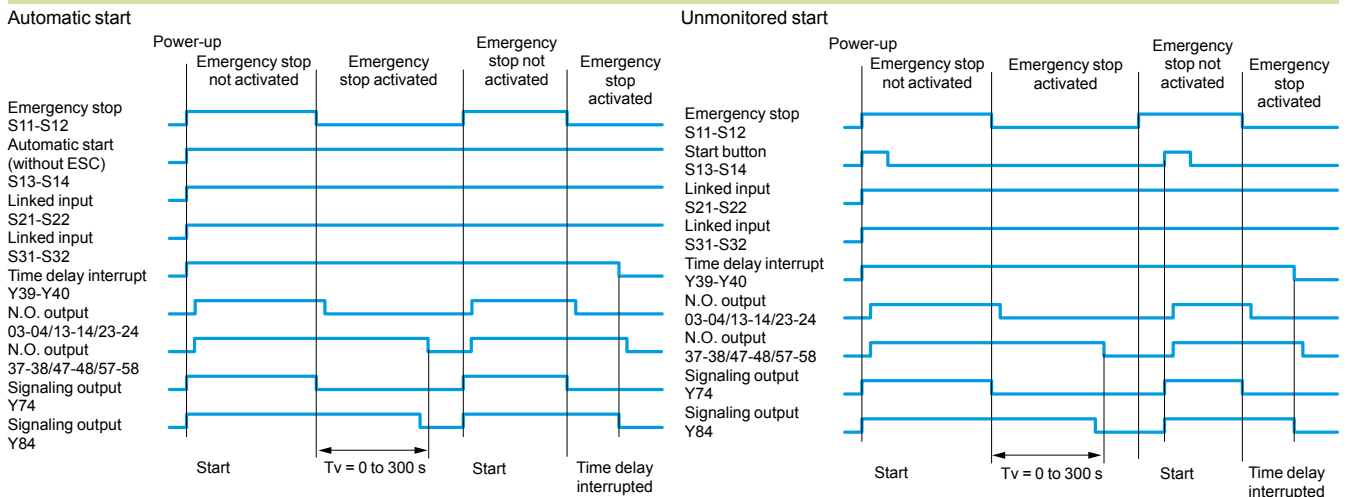 Automatic start
Power-up
Emergency stop
not activated
Emergency
stop activated
Emergency
stop not
activated
Emergency
stop
activated
Emergency stop
S11-S12
Automatic start
(without ESC)
S13-S14
Linked input
S21-S22
Linked input
S31-S32
Time delay interrupt
Y39-Y40
N.O. output
03-04/13-14/23-24
N.O. output
37-38/47-48/57-58
Signaling output
Y74
Signaling output
Y84
Start
Tv = 0 to 300 s
Start
Time delay
interrupted
Unmonitored start
Power-up
Emergency stop
not activated
Emergency stop
activated
Emergency
stop not
activated
Emergency
stop
activated
Emergency stop
S11-S12
Start button
S13-S14
Linked input
S21-S22
Linked input
S31-S32
Time delay interrupt
Y39-Y40
N.O. output
03-04/13-14/23-24
N.O. output
37-38/47-48/57-58
Signaling output
Y74
Signaling output
Y84
Start
Tv = 0 to 300 s
Start
Time delay
interrupted